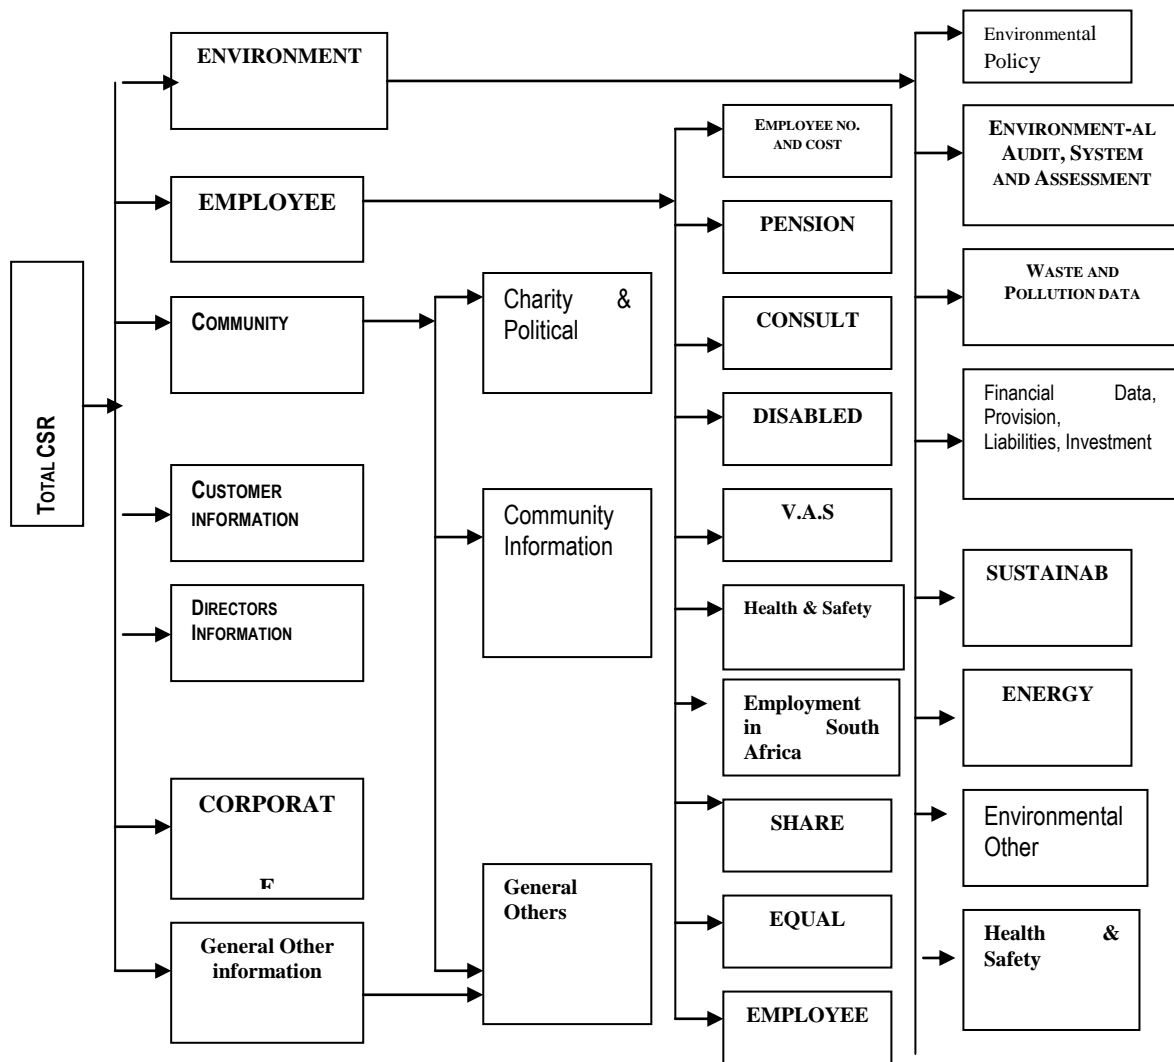 TOTAL CSR
ENVIRONMENT
EMPLOYEE
COMMUNITY
CUSTOMER
INFORMATION
DIRECTORS
INFORMATION
CORPORAT
E
General Other
information
Charity &
Political
Community
Information
General
Others
EMPLOYEE NO.
AND COST
PENSION
CONSULT
DISABLED
V.A.S
Health & Safety
Employment
in South
Africa
SHARE
EQUAL
EMPLOYEE
Environmental
Policy
ENVIRONMENT-AL
AUDIT, SYSTEM
AND ASSESSMENT
WASTE AND
POLLUTION DATA
Financial Data,
Provision,
Liabilities, Investment
SUSTAINAB
ENERGY
Environmental
Other
Health &
Safety